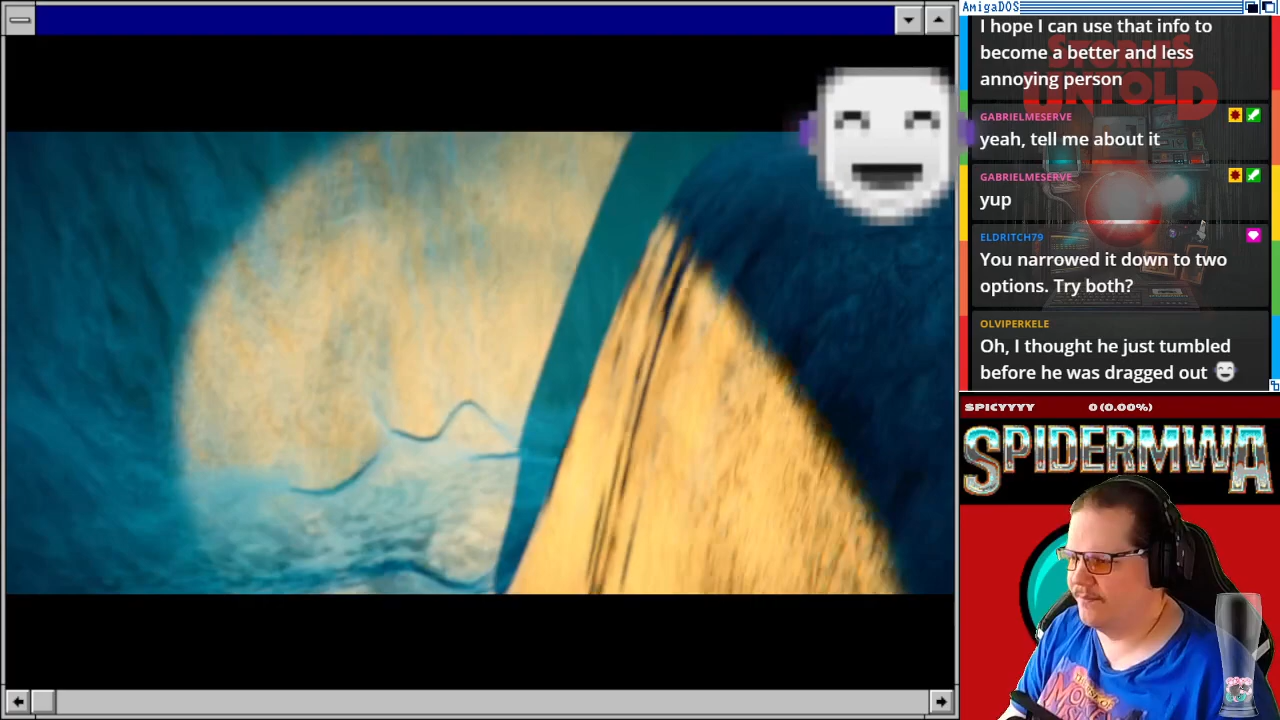 AmigaDOS
I hope I can use that info to
become a better and less
annoying person
STORIES
UNTOLD
GABRIELMESERVE
yeah, tell me about it
GABRIELMESERVE
yup
ELDRITCH79
You narrowed it down to two
options. Try both?
OLVIPERKELE
Oh, I thought he just tumbled
before he was dragged out
SPICYYYY 0 (0.00%)
SPIDERMWA